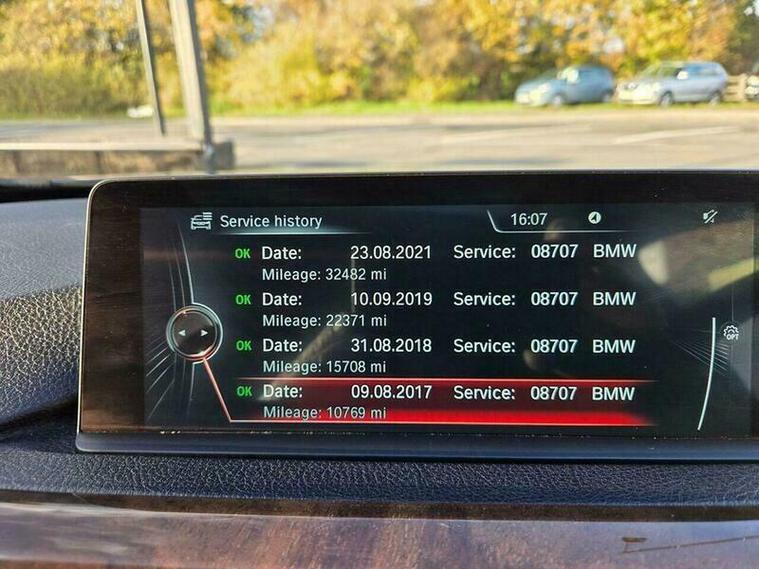 Service history 16:07
OK Date: 23.08.2021 Service: 08707 BMW
Mileage: 32482 mi
OK Date: 10.09.2019 Service: 08707 BMW
Mileage: 22371 mi
OK Date: 31.08.2018 Service: 08707 BMW
Mileage: 15708 mi
OPT
OK Date: 09.08.2017 Service: 08707 BMW
Mileage: 10769 mi